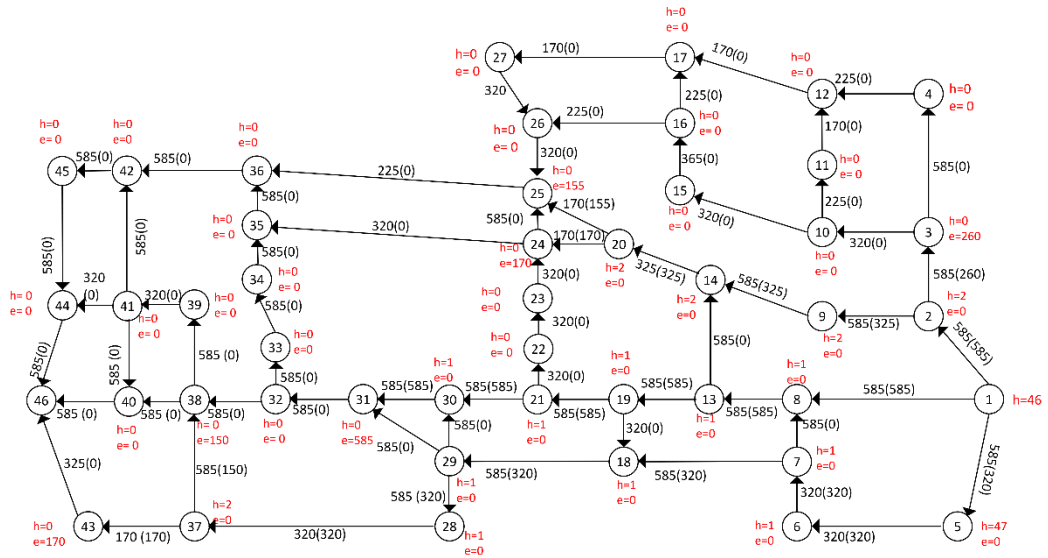 h=0
e= 0
27
170(0)
17
170(0)
h=0
e= 0
h=0
e= 0
12
225(0)
4
h=0
e= 0
320
225(0)
170(0)
h=0
e= 0
26
225(0)
16
h=0
e= 0
585(0)
320(0)
365(0)
11
h=0
e= 0
h=0
e= 0
45
585(0)
h=0
e= 0
42
585(0)
h=0
e= 0
36
225(0)
h=0
e=155
25
170(155)
15
h=0
e= 0
320(0)
225(0)
10
h=0
e= 0
320(0)
3
h=0
e=260
585(0)
h=0
e= 0
35
320(0)
585(0)
24
h=0
e=170
170(170)
20
h=2
e=0
325(325)
14
h=2
e=0
585(325)
585(260)
585(0)
585(0)
585(0)
34
h=0
e= 0
320(0)
23
h=0
e= 0
h= 0
e= 0
44
320
0)
41
h=0
e= 0
320(0)
39
h=0
e= 0
585(0)
9
h=2
e=0
585(325)
2
h=2
e=0
585(585)
320(0)
33
h=0
e= 0
22
h=0
e= 0
585(0)
585(0)
585 (0)
585 (0)
585(0)
320(0)
h=1
e=0
h=1
e=0
h=1
e=0
46
585 (0)
40
h=0
e= 0
585 (0)
38
h=0
e=150
585(0)
32
h=0
e= 0
585(0)
31
h=0
e=585
585(585)
30
585(585)
21
h=1
e=0
585(585)
19
585(585)
13
h=1
e=0
585(585)
8
585(585)
1
h=46
585(0)
585(0)
320(0)
585(0)
29
h=1
e=0
585(320)
18
h=1
e=0
585(320)
7
h=1
e=0
585(320)
325(0)
585(150)
585 (320)
320(320)
h=0
e=170
43
170 (170)
37
h=2
e=0
320(320)
28
h=1
e=0
h=1
e=0
6
320(320)
5
h=47
e=0